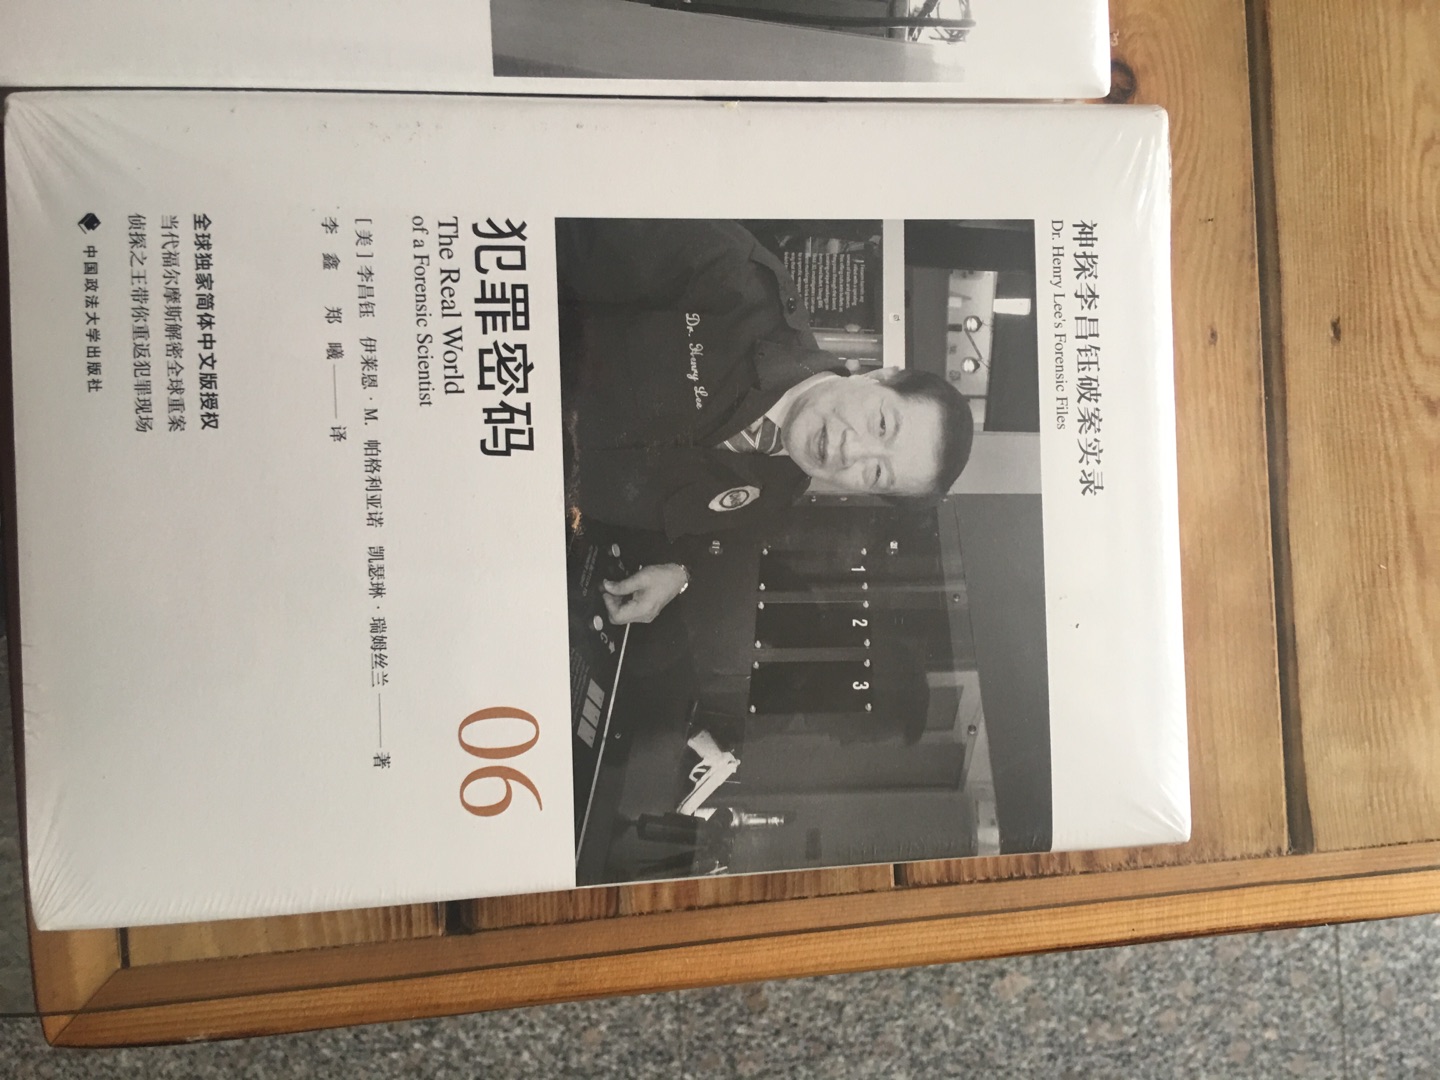 神探李昌钰破案实录
Dr. Henry Lee's Forensic Files
Dr. Henry Lee
1
2
3
犯罪密码
The Real World
of a Forensic Scientist
06
[美] 李昌钰 伊莱恩·M. 帕格利亚诺 凯瑟琳·瑞姆丝兰——著
李鑫 郑曦——译
全球独家简体中文版授权
当代福尔摩斯解密全球重案
侦探之王带你重返犯罪现场
中国政法大学出版社